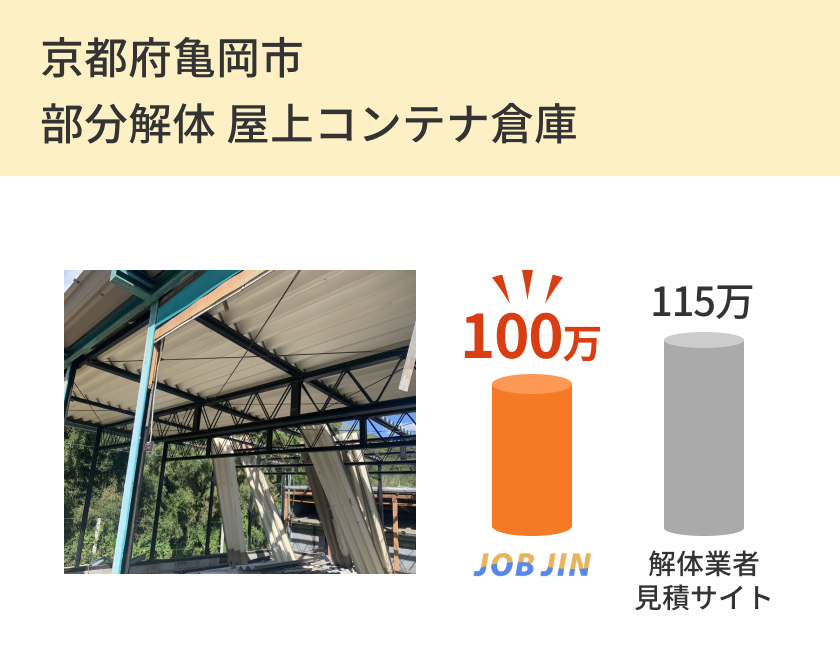 京都府亀岡市
部分解体 屋上コンテナ倉庫
100万
115万
JOB JIN
解体業者
見積サイト